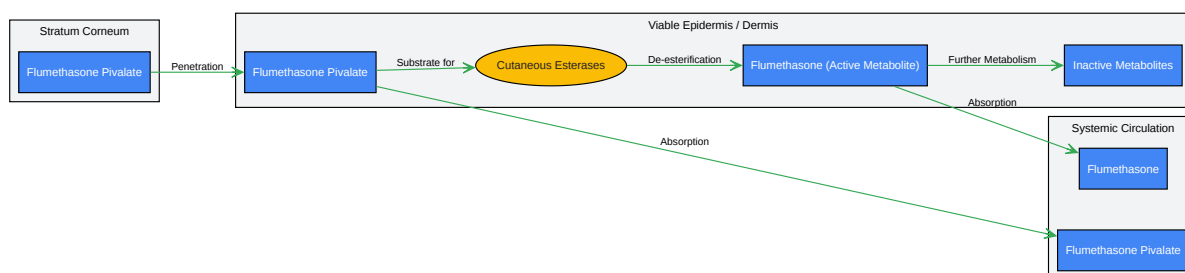 Stratum Corneum
Flumethasone Pivalate
Penetration
Viable Epidermis / Dermis
Flumethasone Pivalate
Substrate for
Cutaneous Esterases
De-esterification
Flumethasone (Active Metabolite)
Further Metabolism
Inactive Metabolites
Absorption
Absorption
Systemic Circulation
Flumethasone
Flumethasone Pivalate